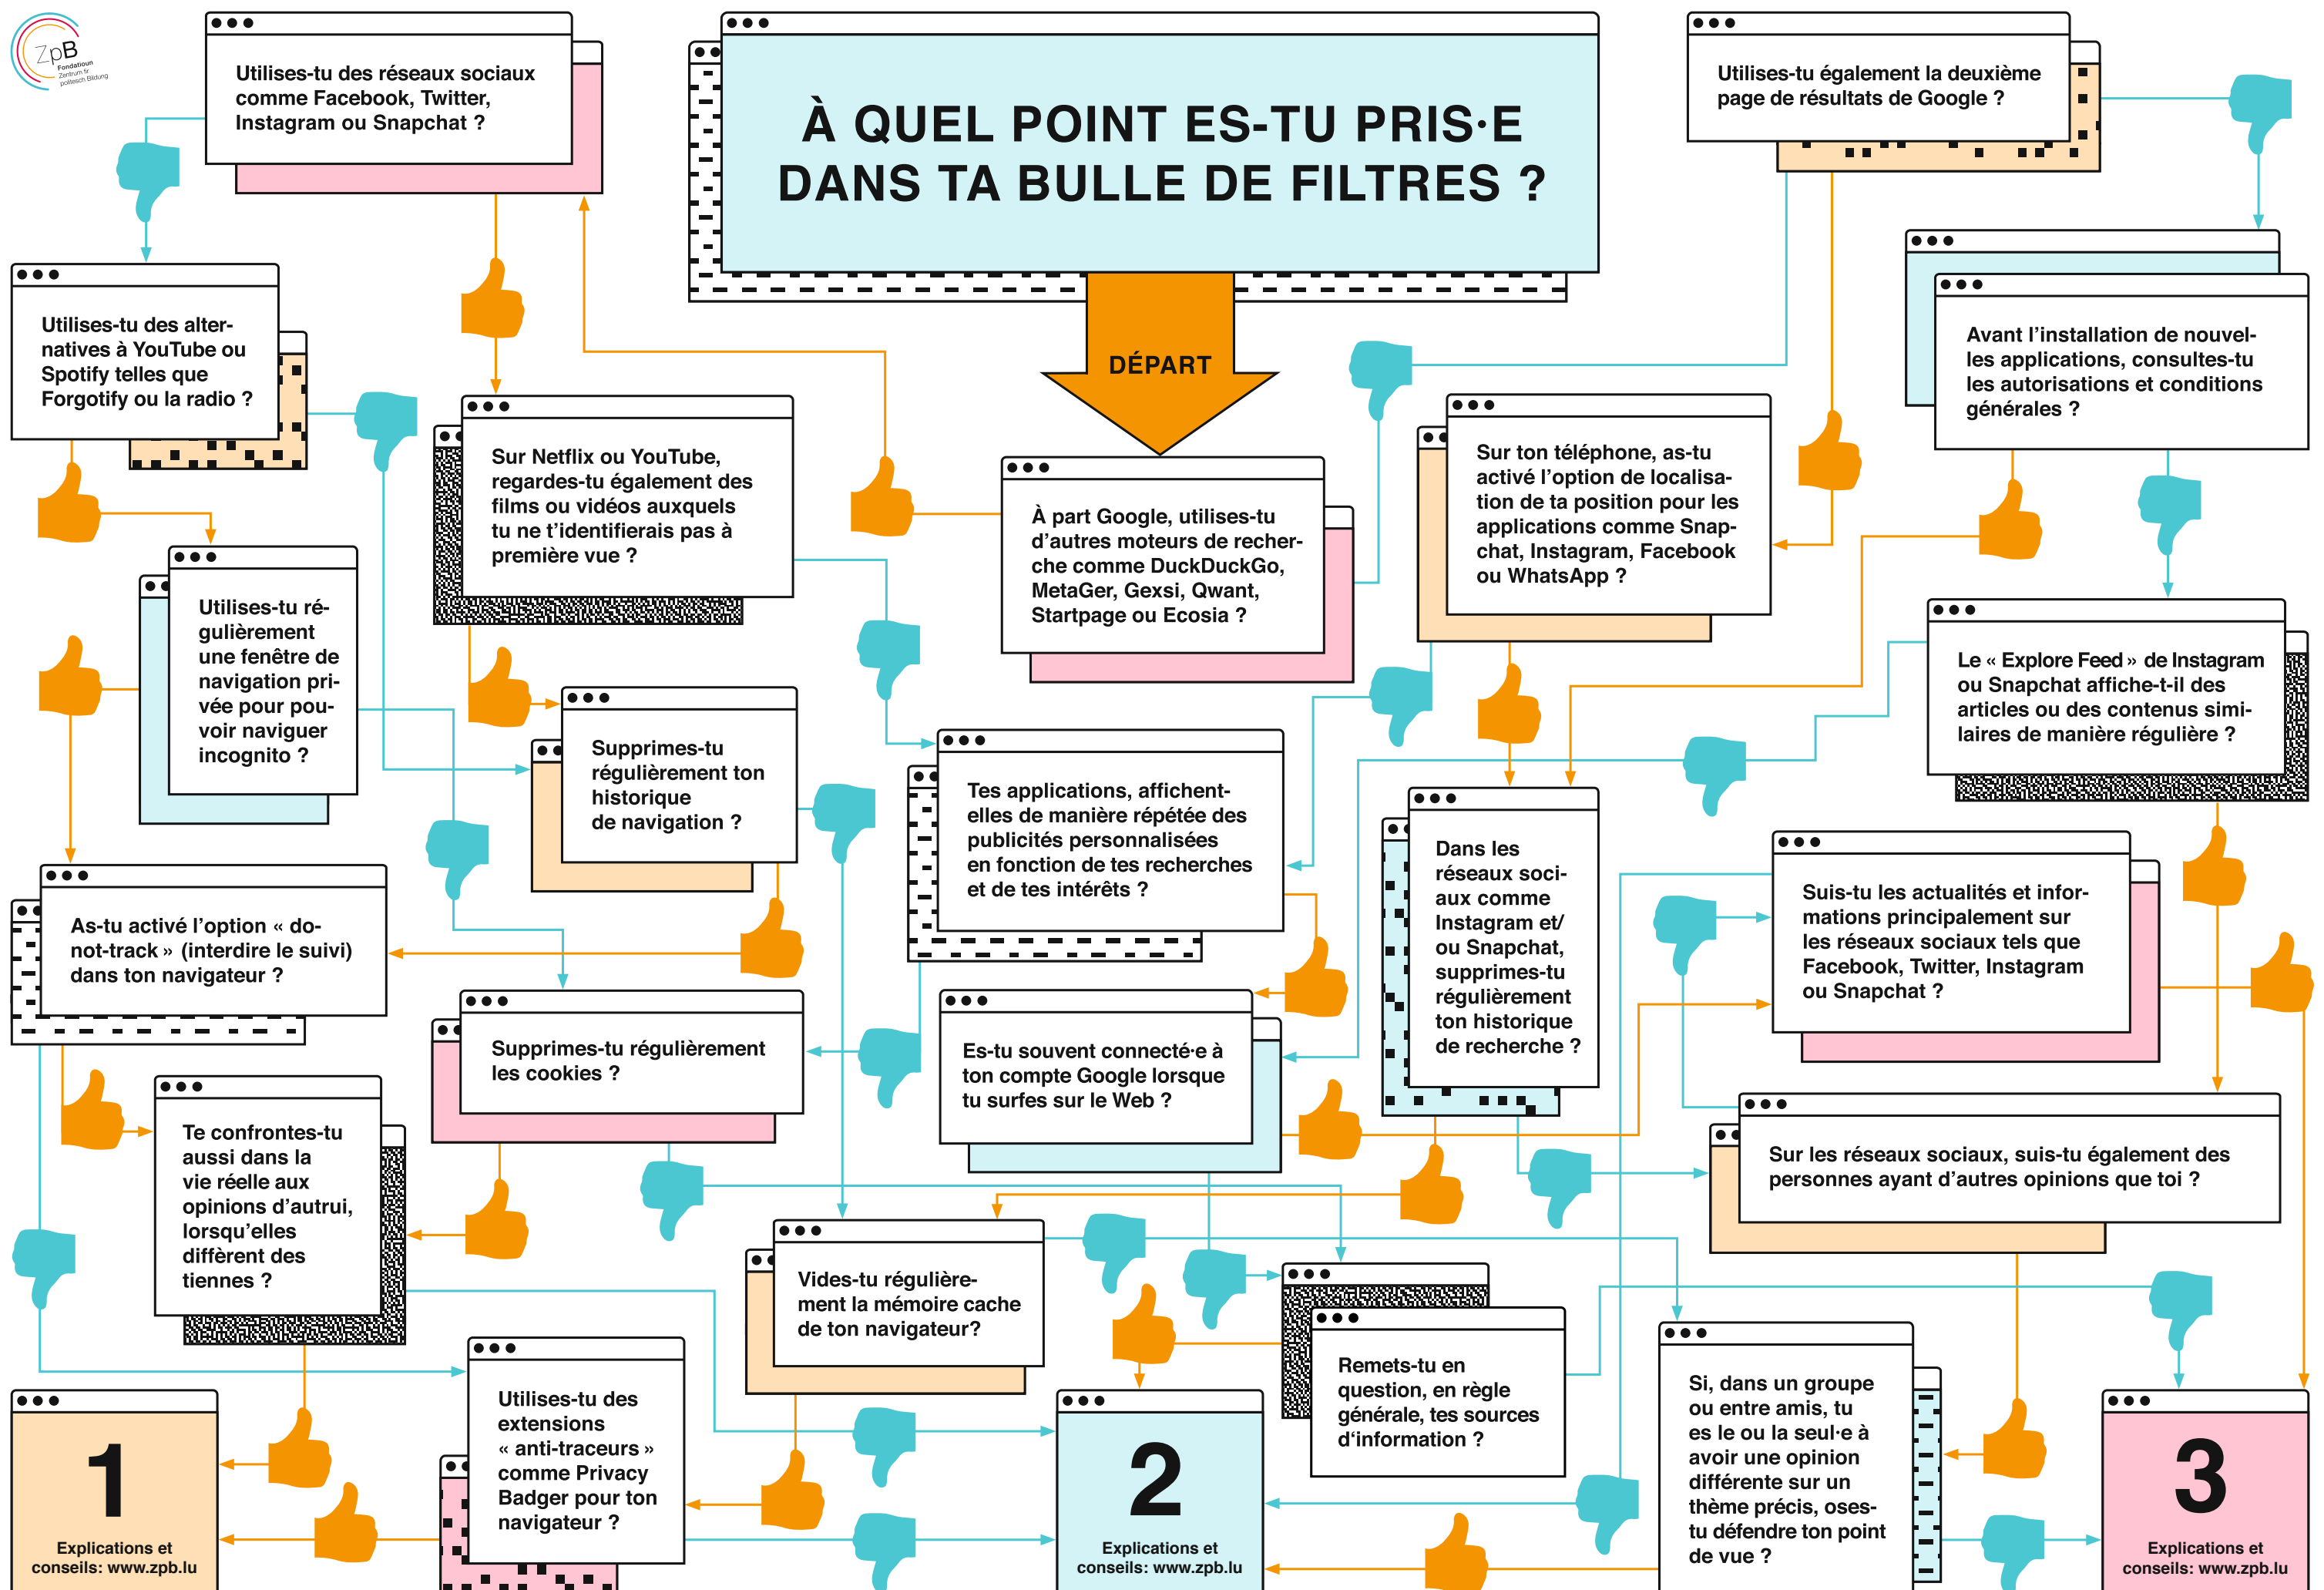 ZpB
Fondatioun
Zentrum fir
politesch Bildung
Utilises-tu des réseaux sociaux
comme Facebook, Twitter,
Instagram ou Snapchat ?
À QUEL POINT ES-TU PRIS·E
DANS TA BULLE DE FILTRES ?
DÉPART
Utilises-tu également la deuxième
page de résultats de Google ?
Utilises-tu des alter-
natives à YouTube ou
Spotify telles que
Forgotify ou la radio ?
Avant l’installation de nouvel-
les applications, consultes-tu
les autorisations et conditions
générales ?
Sur Netflix ou YouTube,
regardes-tu également des
films ou vidéos auxquels
tu ne t’identifierais pas à
première vue ?
À part Google, utilises-tu
d’autres moteurs de recher-
che comme DuckDuckGo,
MetaGer, Gexsi, Qwant,
Startpage ou Ecosia ?
Sur ton téléphone, as-tu
activé l’option de localisa-
tion de ta position pour les
applications comme Snap-
chat, Instagram, Facebook
ou WhatsApp ?
Utilises-tu ré-
gulièrement
une fenêtre de
navigation pri-
vée pour pou-
voir naviguer
incognito ?
Le « Explore Feed » de Instagram
ou Snapchat affiche-t-il des
articles ou des contenus simi-
laires de manière régulière ?
Supprimes-tu
régulièrement ton
historique
de navigation ?
Tes applications, affichent-
elles de manière répétée des
publicités personnalisées
en fonction de tes recherches
et de tes intérêts ?
Dans les
réseaux soci-
aux comme
Instagram et/
ou Snapchat,
supprimes-tu
régulièrement
ton historique
de recherche ?
Suis-tu les actualités et infor-
mations principalement sur
les réseaux sociaux tels que
Facebook, Twitter, Instagram
ou Snapchat ?
As-tu activé l’option « do-
not-track » (interdire le suivi)
dans ton navigateur ?
Supprimes-tu régulièrement
les cookies ?
Es-tu souvent connecté·e à
ton compte Google lorsque
tu surfes sur le Web ?
Te confrontes-tu
aussi dans la
vie réelle aux
opinions d’autrui,
lorsqu’elles
diffèrent des
tiennes ?
Sur les réseaux sociaux, suis-tu également des
personnes ayant d’autres opinions que toi ?
Vides-tu régulière-
ment la mémoire cache
de ton navigateur?
Remets-tu en
question, en règle
générale, tes sources
d‘information ?
Utilises-tu des
extensions
« anti-traceurs »
comme Privacy
Badger pour ton
navigateur ?
Si, dans un groupe
ou entre amis, tu
es le ou la seul·e à
avoir une opinion
différente sur un
thème précis, oses-
tu défendre ton point
de vue ?
1
Explications et
conseils: www.zpb.lu
2
Explications et
conseils: www.zpb.lu
3
Explications et
conseils: www.zpb.lu